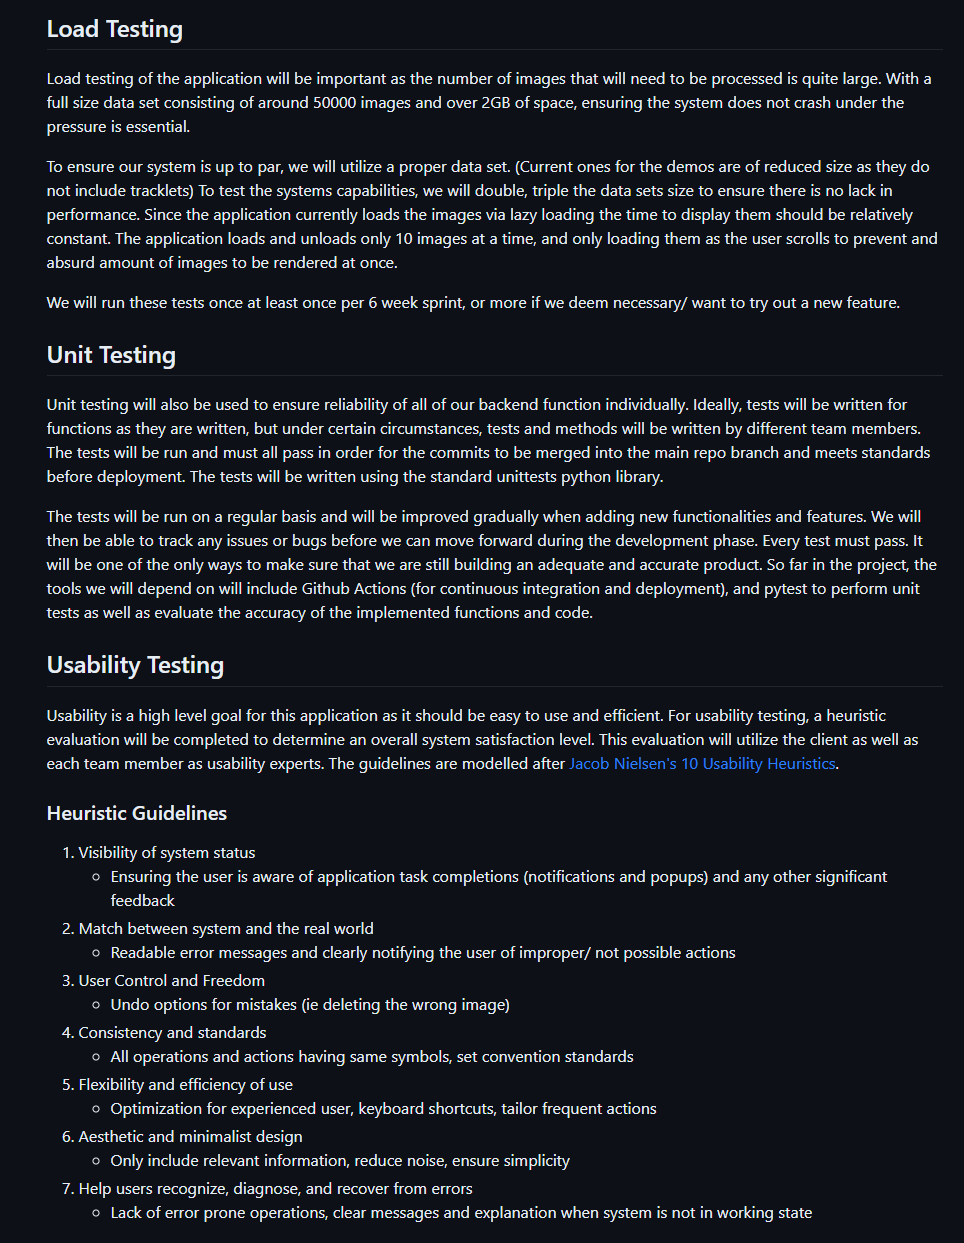 Load Testing
Load testing of the application will be important as the number of images that will need to be processed is quite large. With a
full size data set consisting of around 50000 images and over 2GB of space, ensuring the system does not crash under the
pressure is essential.
To ensure our system is up to par, we will utilize a proper data set. (Current ones for the demos are of reduced size as they do
not include tracklets) To test the systems capabilities, we will double, triple the data sets size to ensure there is no lack in
performance. Since the application currently loads the images via lazy loading the time to display them should be relatively
constant. The application loads and unloads only 10 images at a time, and only loading them as the user scrolls to prevent and
absurd amount of images to be rendered at once.
We will run these tests once at least once per 6 week sprint, or more if we deem necessary/ want to try out a new feature.
Unit Testing
Unit testing will also be used to ensure reliability of all of our backend function individually. Ideally, tests will be written for
functions as they are written, but under certain circumstances, tests and methods will be written by different team members.
The tests will be run and must all pass in order for the commits to be merged into the main repo branch and meets standards
before deployment. The tests will be written using the standard unittests python library.
The tests will be run on a regular basis and will be improved gradually when adding new functionalities and features. We will
then be able to track any issues or bugs before we can move forward during the development phase. Every test must pass. It
will be one of the only ways to make sure that we are still building an adequate and accurate product. So far in the project, the
tools we will depend on will include Github Actions (for continuous integration and deployment), and pytest to perform unit
tests as well as evaluate the accuracy of the implemented functions and code.
Usability Testing
Usability is a high level goal for this application as it should be easy to use and efficient. For usability testing, a heuristic
evaluation will be completed to determine an overall system satisfaction level. This evaluation will utilize the client as well as
each team member as usability experts. The guidelines are modelled after Jacob Nielsen's 10 Usability Heuristics.
Heuristic Guidelines
1. Visibility of system status
○ Ensuring the user is aware of application task completions (notifications and popups) and any other significant
feedback
2. Match between system and the real world
○ Readable error messages and clearly notifying the user of improper/ not possible actions
3. User Control and Freedom
○ Undo options for mistakes (ie deleting the wrong image)
4. Consistency and standards
○ All operations and actions having same symbols, set convention standards
5. Flexibility and efficiency of use
○ Optimization for experienced user, keyboard shortcuts, tailor frequent actions
6. Aesthetic and minimalist design
○ Only include relevant information, reduce noise, ensure simplicity
7. Help users recognize, diagnose, and recover from errors
○ Lack of error prone operations, clear messages and explanation when system is not in working state